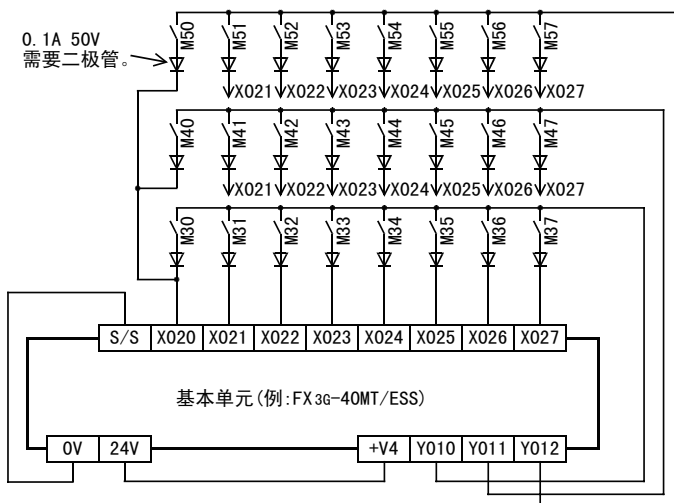 0.1A 50V
需要二极管。
M50 M51 M52 M53 M54 M55 M56 M57
X021 X022 X023 X024 X025 X026 X027
M40 M41 M42 M43 M44 M45 M46 M47
X021 X022 X023 X024 X025 X026 X027
M30 M31 M32 M33 M34 M35 M36 M37
S/S X020 X021 X022 X023 X024 X025 X026 X027
基本单元(例:FX3G-40MT/ESS)
0V 24V +V4 Y010 Y011 Y012